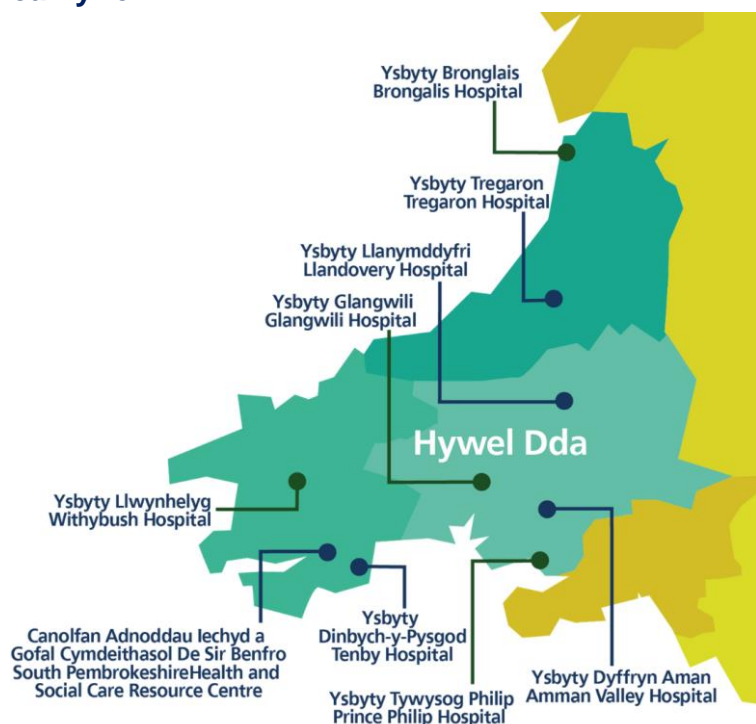 Ysbyty Bronglais
Brongalis Hospital
Ysbyty Tregaron
Tregaron Hospital
Ysbyty Llanymddyfri
Llandovery Hospital
Ysbyty Glangwili
Glangwili Hospital
Hywel Dda
Ysbyty Llwynhelyg
Withybush Hospital
Canolfan Adnoddau Iechyd a
Gofal Cymdeithasol De Sir Benfro
South PembrokeshireHealth and
Social Care Resource Centre
Ysbyty
Dinbych-y-Pysgod
Tenby Hospital
Ysbyty Tywysog Philip
Prince Philip Hospital
Ysbyty Dyffryn Aman
Amman Valley Hospital